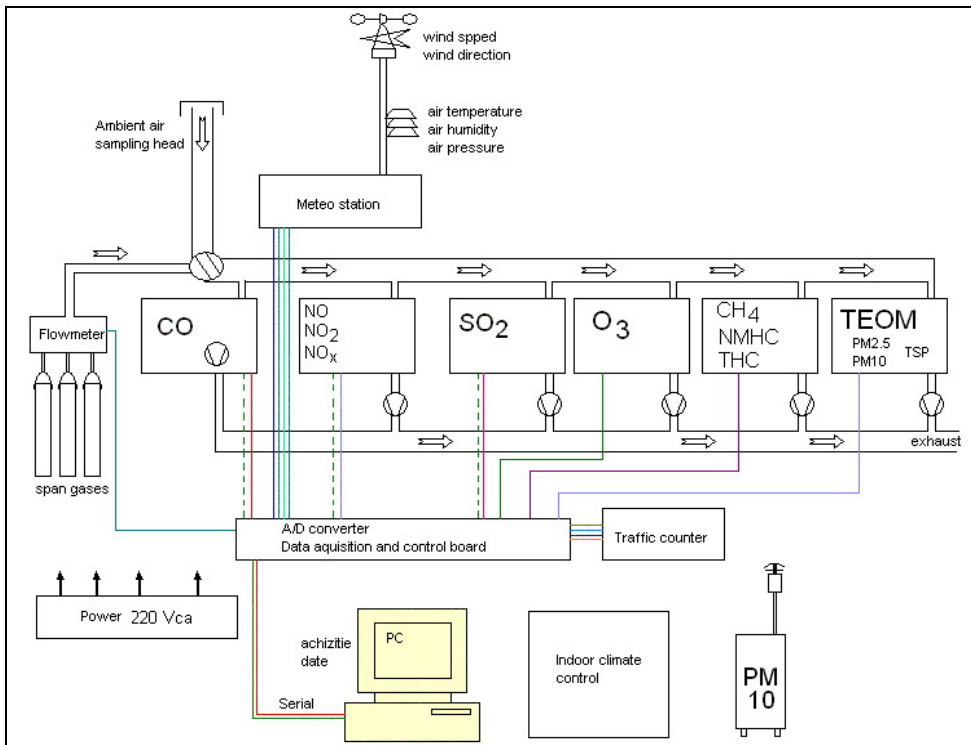 wind spped
wind direction
Ambient air
sampling head
air temperature
air humidity
air pressure
Meteo station
CO
NO
NO2
NOx
SO2
O3
CH4
NMHC
THC
TEOM
PM2.5
PM10
TSP
Flowmeter
exhaust
span gases
A/D converter
Data aquisition and control board
Traffic counter
Power 220 Vca
achizitie
date
PC
Serial
Indoor climate
control
PM
10